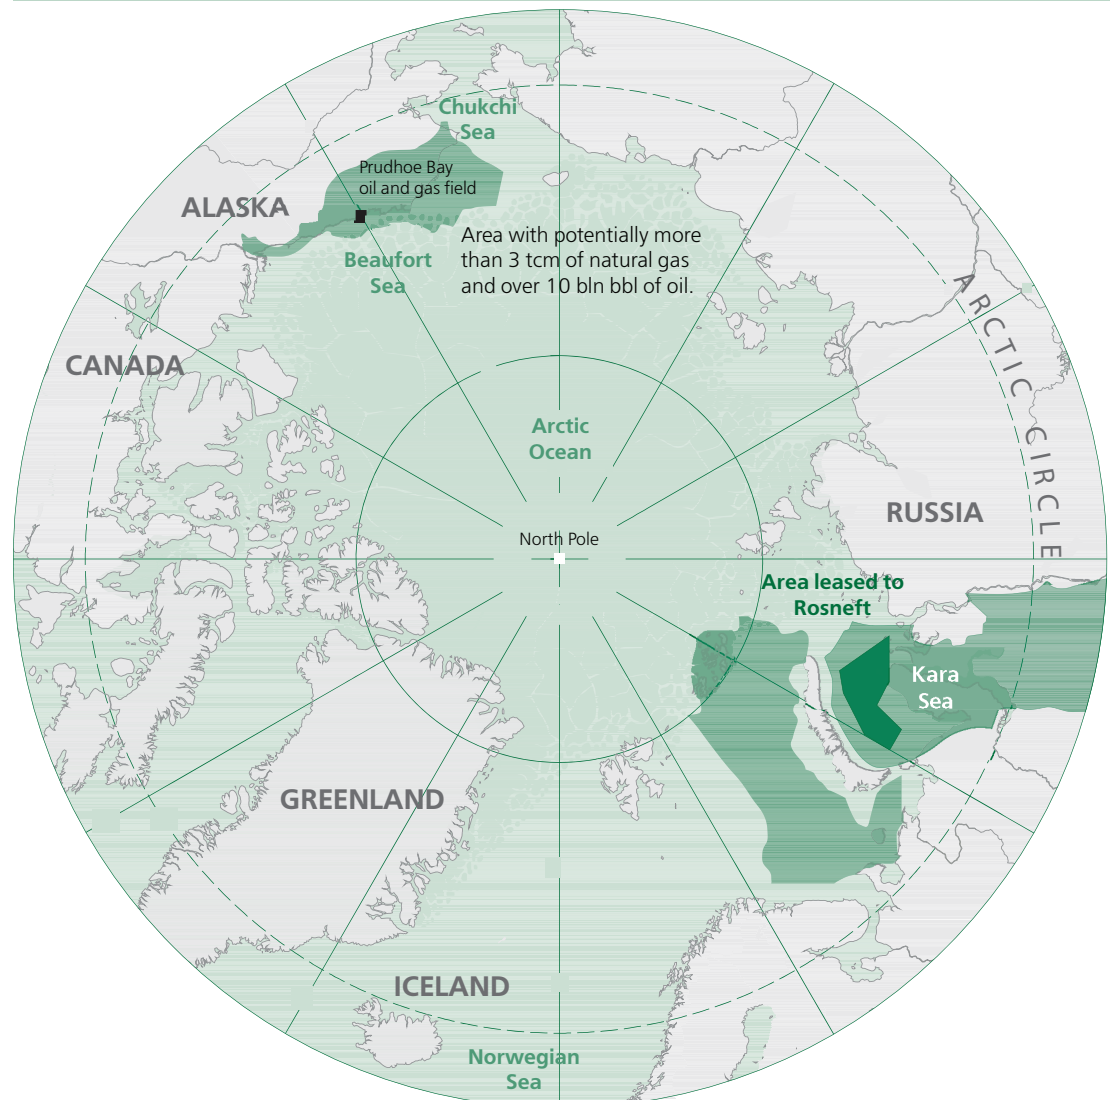 Chukchi
Sea
Prudhoe Bay
oil and gas field
ALASKA
Beaufort
Sea
Area with potentially more
than 3 tcm of natural gas
and over 10 bln bbl of oil.
CANADA
ARCTIC CIRCLE
Arctic
Ocean
RUSSIA
North Pole
Area leased to
Rosneft
Kara
Sea
GREENLAND
ICELAND
Norwegian
Sea